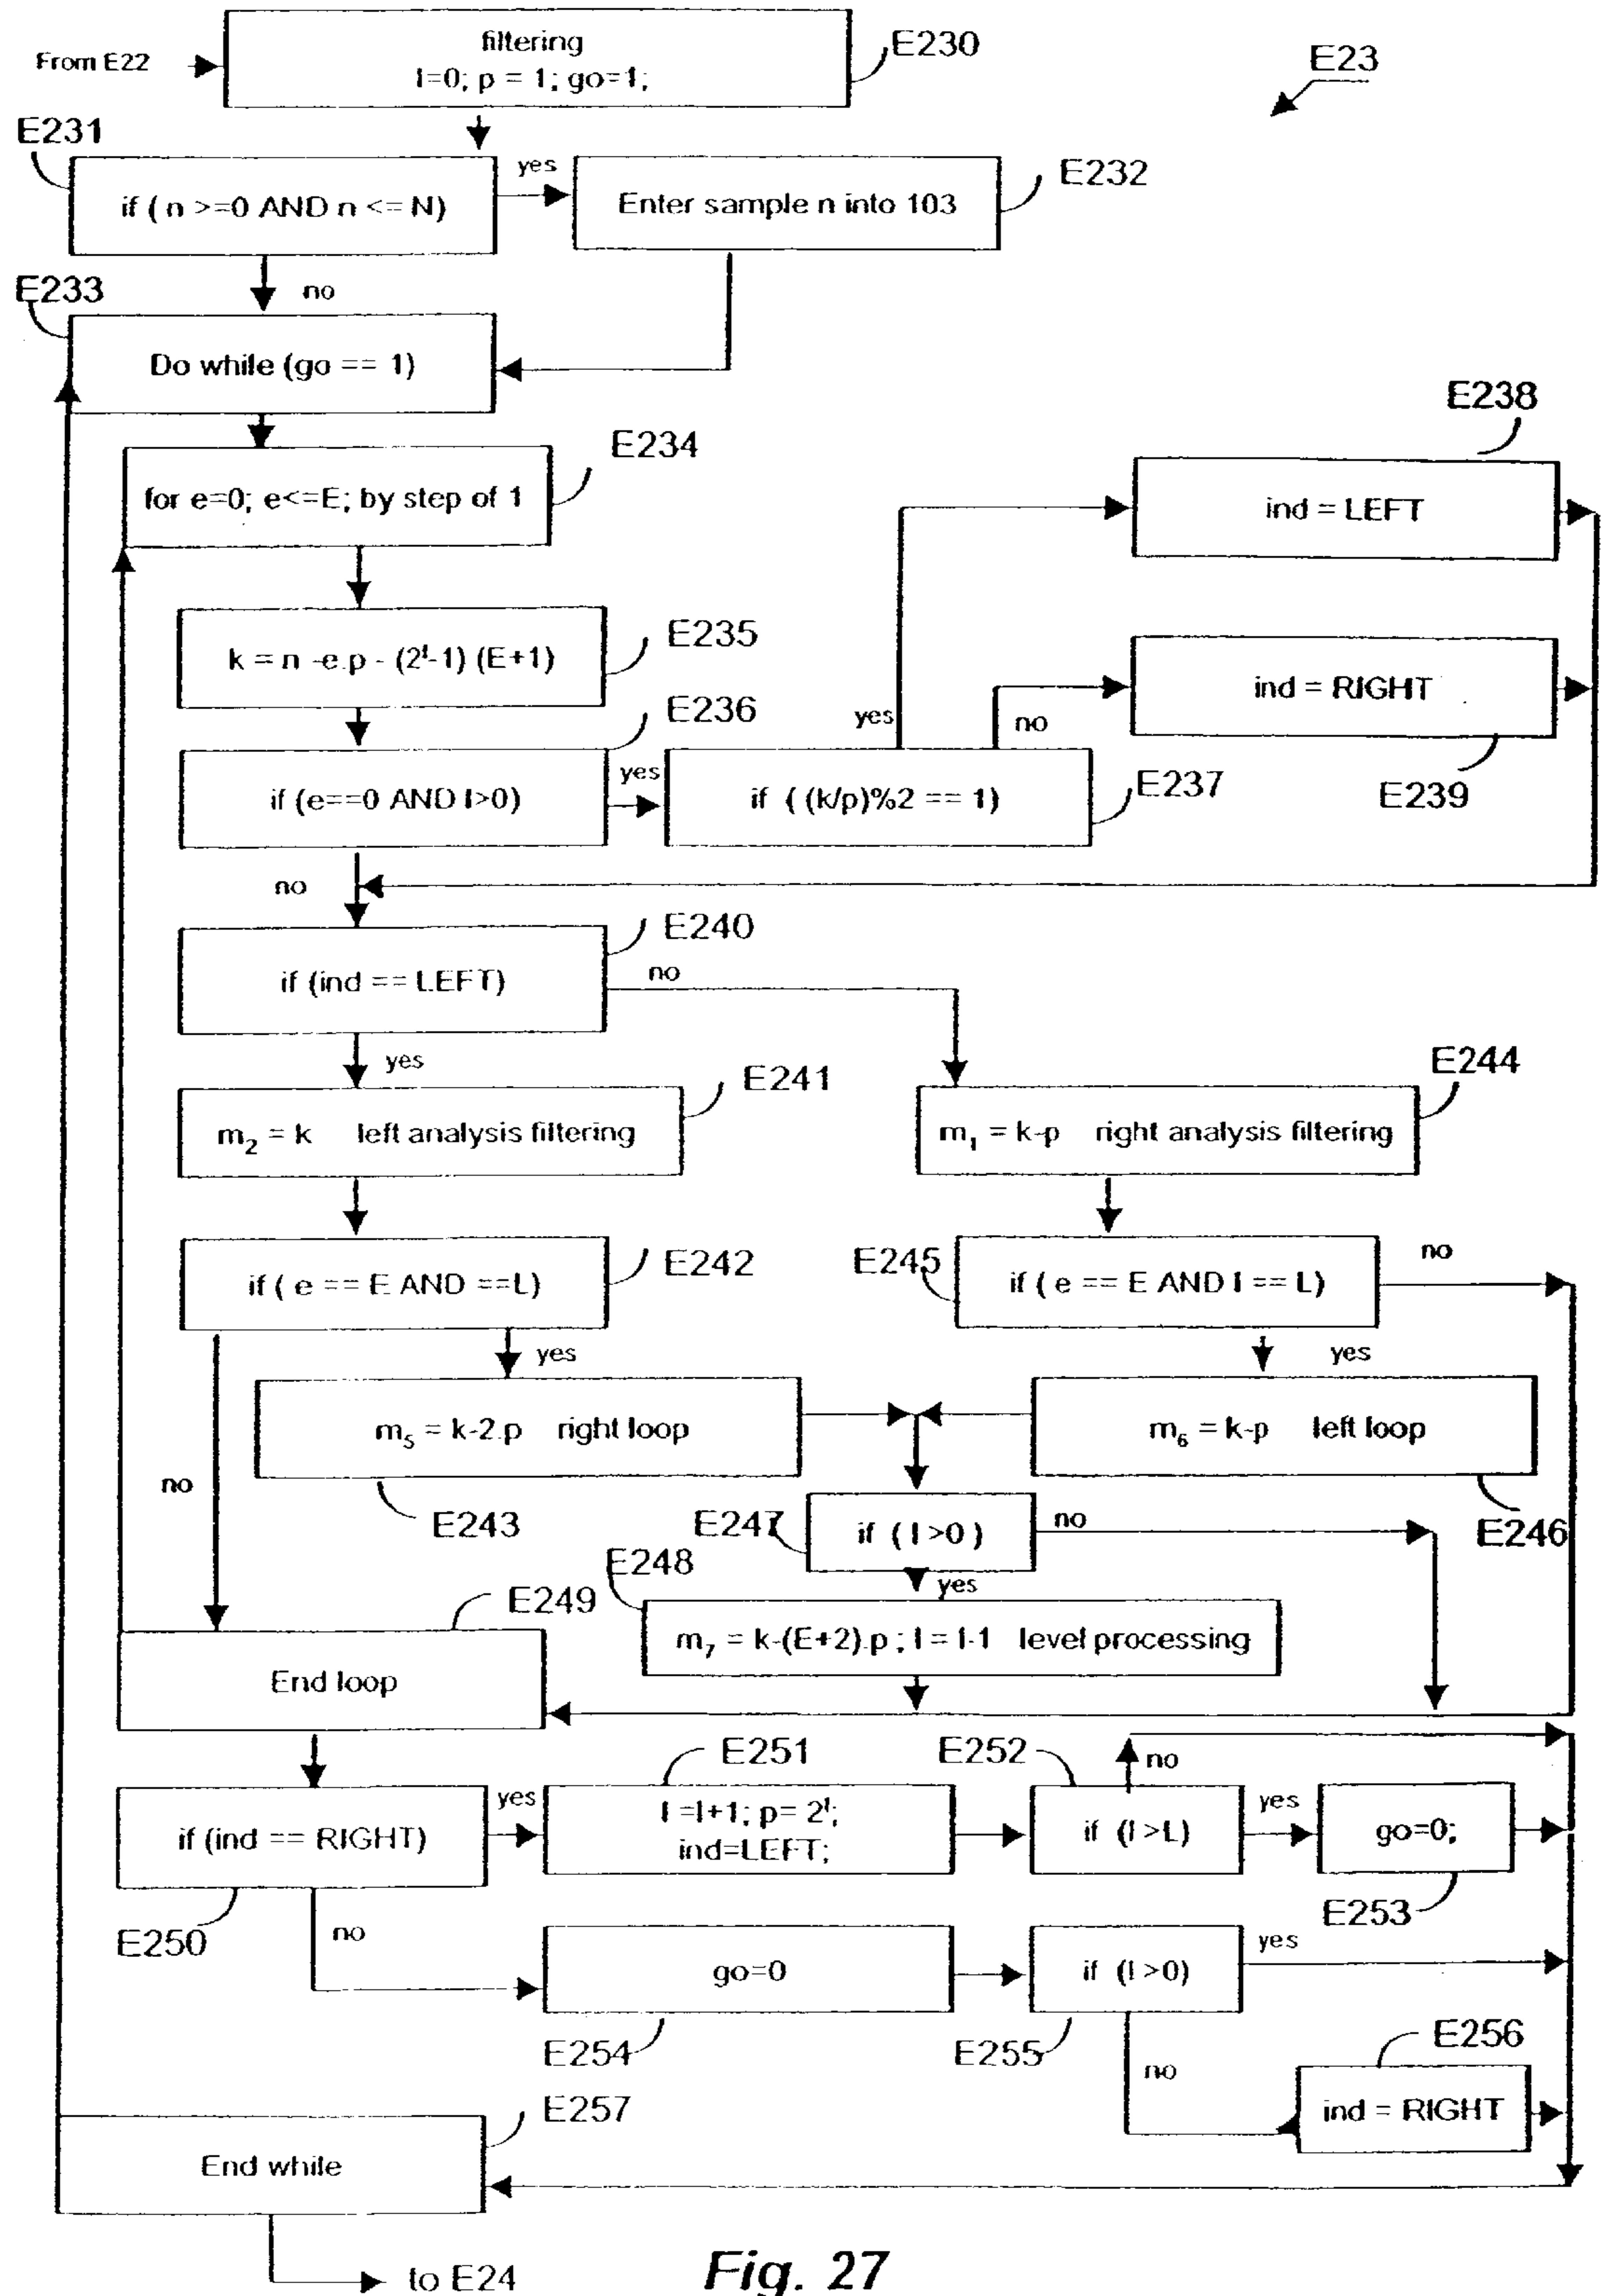 From E22
filtering
l=0; p = 1; go=1;
E230
E23
E231
if ( n >=0 AND n <= N)
yes
Enter sample n into 103
E232
no
E233
Do while (go == 1)
E234
for e=0; e<=E; by step of 1
E238
ind = LEFT
E235
k = n -e.p - (2^l-1) (E+1)
ind = RIGHT
E239
E236
if (e==0 AND l>0)
yes
yes
no
if ( (k/p)%2 == 1)
E237
no
E240
if (ind == LEFT)
no
yes
E241
m₂ = k left analysis filtering
E244
m₁ = k-p right analysis filtering
E242
if ( e == E AND ==L)
E245
if ( e == E AND l == L)
no
yes
yes
m₅ = k-2.p right loop
m₆ = k-p left loop
no
E243
E247
if ( l >0 )
no
E246
E248
yes
m₇ = k-(E+2).p ; l = l-1 level processing
E249
End loop
E251
E252
no
if (ind == RIGHT)
yes
l =l+1; p= 2^l;
ind=LEFT;
if (l >L)
yes
go=0;
E250
E253
no
go=0
if (l >0)
yes
E254
E255
no
E256
ind = RIGHT
E257
End while
to E24
Fig. 27